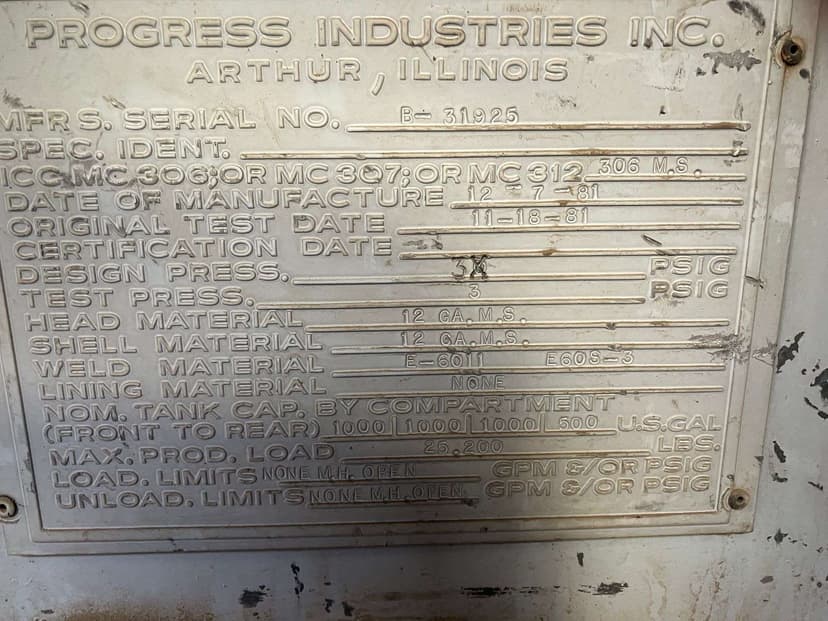 PROGRESS INDUSTRIES INC.
ARTHUR, ILLINOIS
MFRS. SERIAL NO. B-31925
SPEC. IDENT.
ICC MC 306; OR MC 307; OR MC 312 306 M.S.
DATE OF MANUFACTURE 12-7-81
ORIGINAL TEST DATE 11-18-81
CERTIFICATION DATE
DESIGN PRESS. 3 PSIG
TEST PRESS. 3 PSIG
HEAD MATERIAL 12 GA.M.S.
SHELL MATERIAL 12 GA.M.S.
WELD MATERIAL E-6011 E60S-3
LINING MATERIAL NONE
NOM. TANK CAP. BY COMPARTMENT
(FRONT TO REAR) 1000 | 1000 | 1000 | 500 U.S.GAL
MAX. PROD. LOAD 26,200 LBS.
LOAD. LIMITS NONE M.H. OPEN GPM &/OR PSIG
UNLOAD. LIMITS NONE M.H. OPEN GPM &/OR PSIG